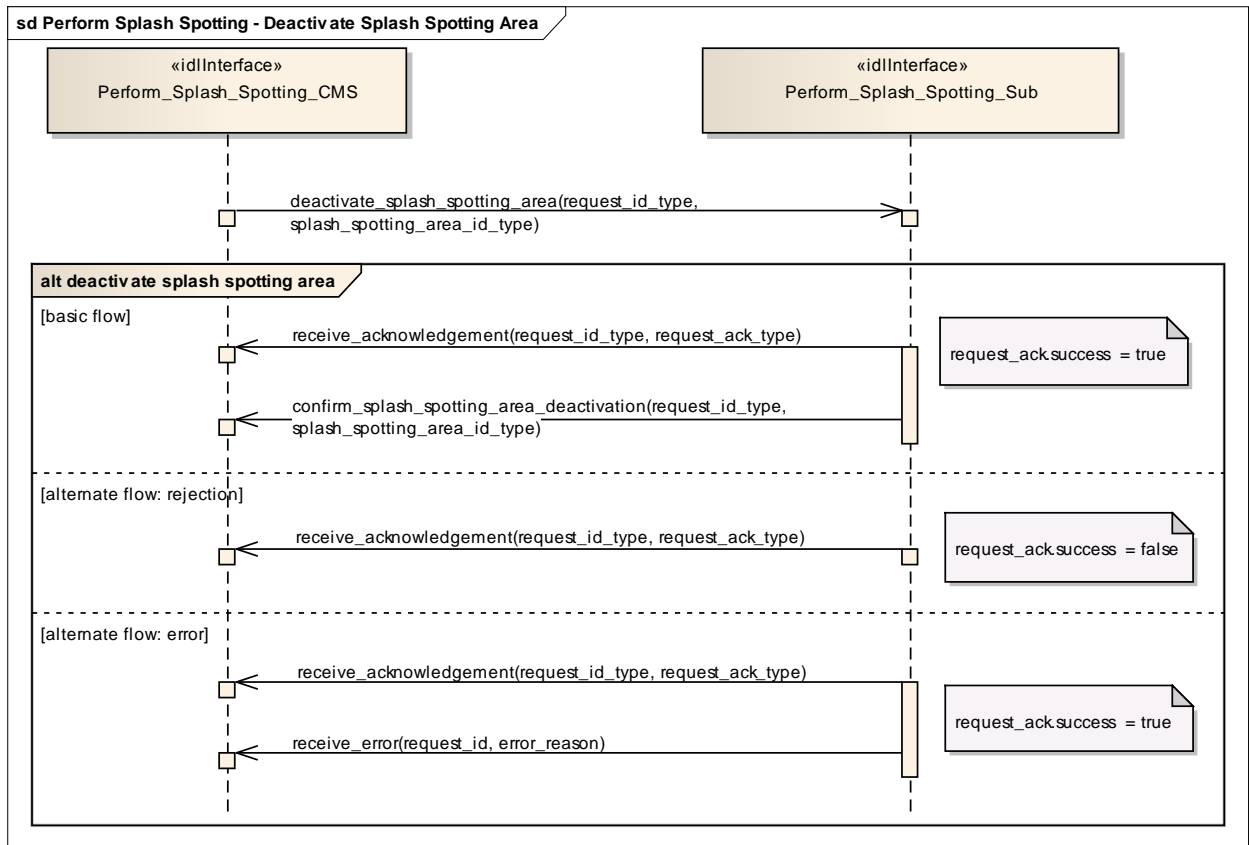 sd Perform Splash Spotting - Deactivate Splash Spotting Area
«idlInterface»
Perform_Splash_Spotting_CMS
«idlInterface»
Perform_Splash_Spotting_Sub
deactivate_splash_spotting_area(request_id_type,
splash_spotting_area_id_type)
alt deactivate splash spotting area
[basic flow]
receive_acknowledgement(request_id_type, request_ack_type)
request_ack.success = true
confirm_splash_spotting_area_deactivation(request_id_type,
splash_spotting_area_id_type)
[alternate flow: rejection]
receive_acknowledgement(request_id_type, request_ack_type)
request_ack.success = false
[alternate flow: error]
receive_acknowledgement(request_id_type, request_ack_type)
request_ack.success = true
receive_error(request_id, error_reason)